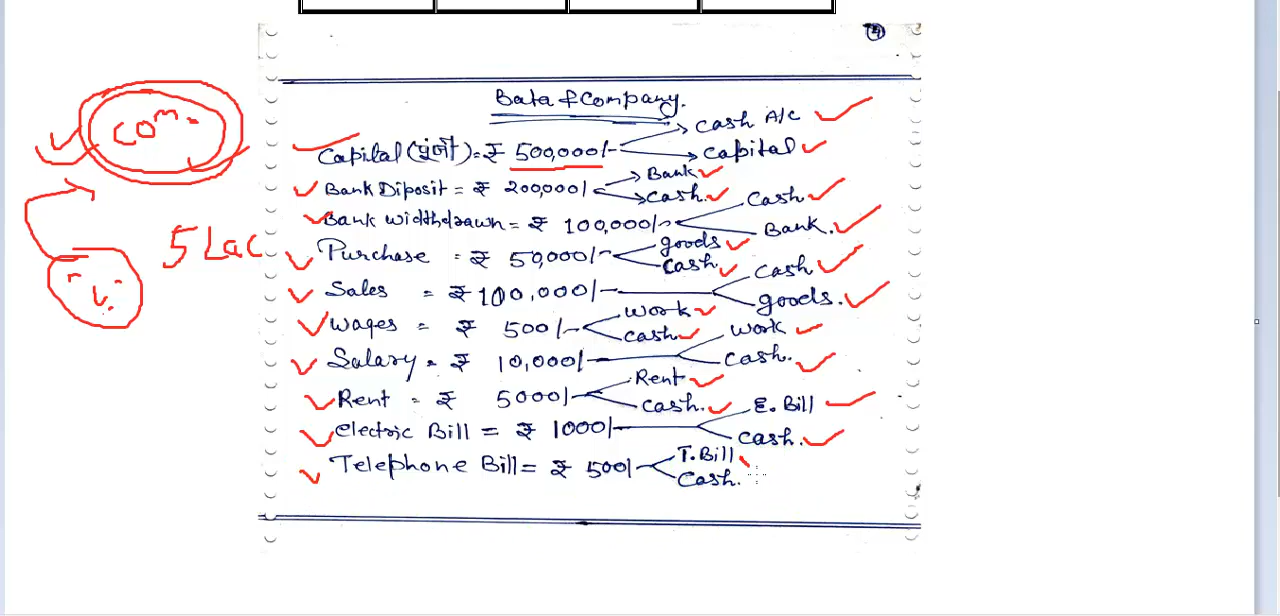 14
Bata & Company.
Capital (पुंजी) = ₹ 500,000/- cash A/c
capital
Bank Diposit = ₹ 200,000/ Bank
cash.
Bank widthdrawn = ₹ 100,000/- cash
Bank.
Purchase = ₹ 50,000/- goods
cash
Sales = ₹ 100,000/- cash
goods.
Wages = ₹ 500/- work
cash
Salary = ₹ 10,000/- work
cash.
Rent = ₹ 5000/- Rent
cash.
electric Bill = ₹ 1000/- E. Bill
cash.
Telephone Bill = ₹ 500/- T. Bill
cash.
com.
5 Lac